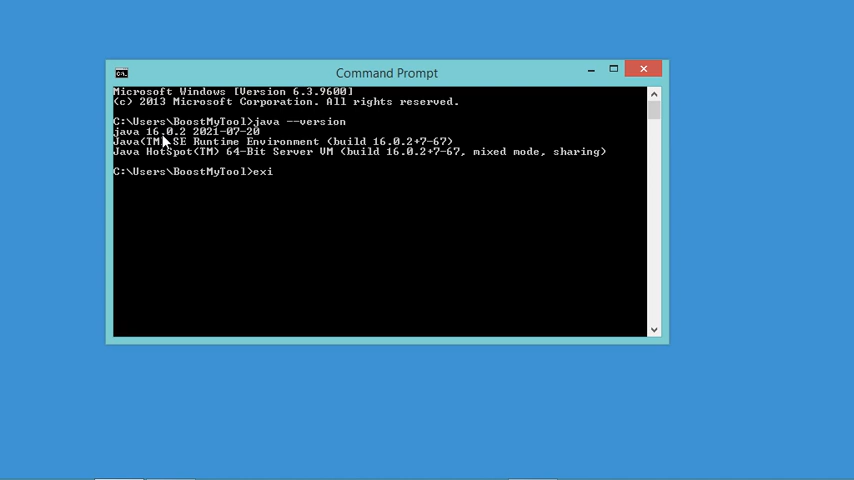 Command Prompt
Microsoft Windows [Version 6.3.9600]
(c) 2013 Microsoft Corporation. All rights reserved.
C:\Users\BoostMyTool>java --version
java 16.0.2 2021-07-20
Java(TM) SE Runtime Environment (build 16.0.2+7-67)
Java HotSpot(TM) 64-Bit Server VM (build 16.0.2+7-67, mixed mode, sharing)
C:\Users\BoostMyTool>exi